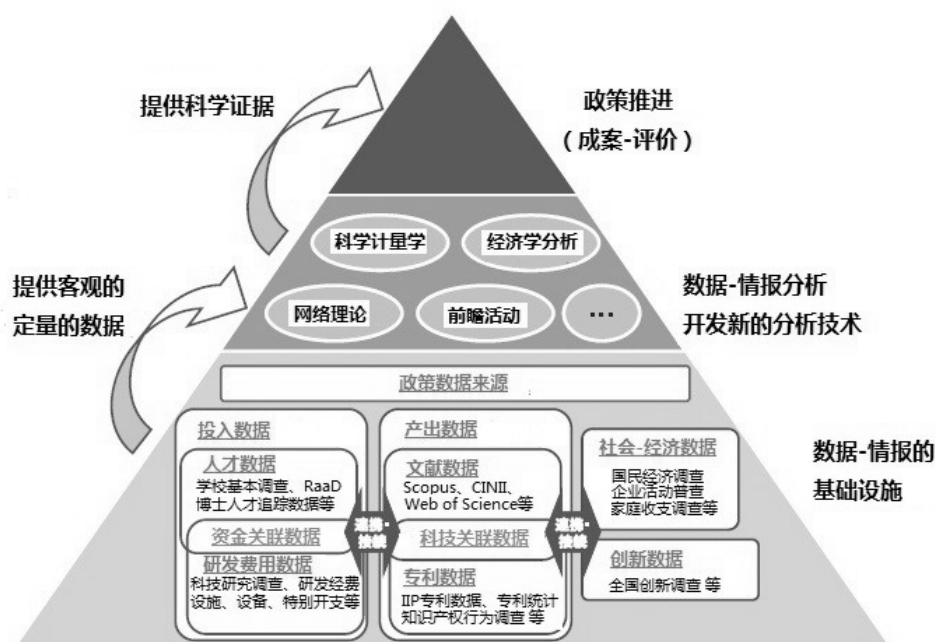 提供科学证据
政策推进
（成案-评价）
科学计量学
经济学分析
提供客观的
定量的数据
网络理论
前瞻活动
...
数据-情报分析
开发新的分析技术
政策数据来源
投入数据
人才数据
学校基本调查、RaaD
博士人才追踪数据等
资金关联数据
研发费用数据
科技研究调查、研发经费
设施、设备、特别开支等
产出数据
文献数据
Scopus、CINII、
Web of Science等
科技关联数据
专利数据
IIP专利数据、专利统计
知识产权行为调查 等
社会-经济数据
国民经济调查
企业活动普查
家庭收支调查等
创新数据
全国创新调查 等
数据-情报的
基础设施